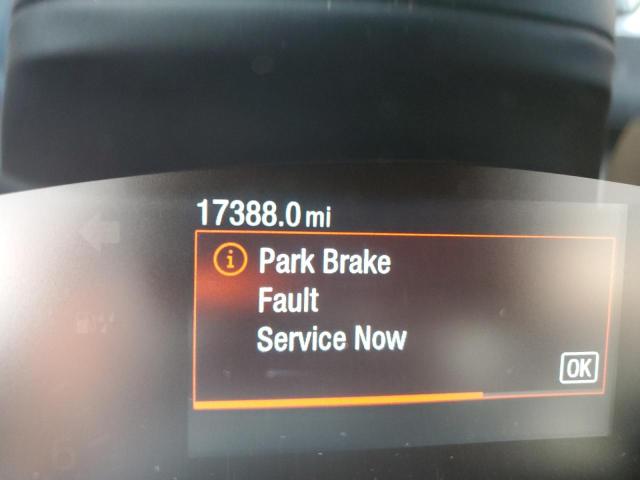 17388.0 mi
Park Brake
Fault
Service Now
OK